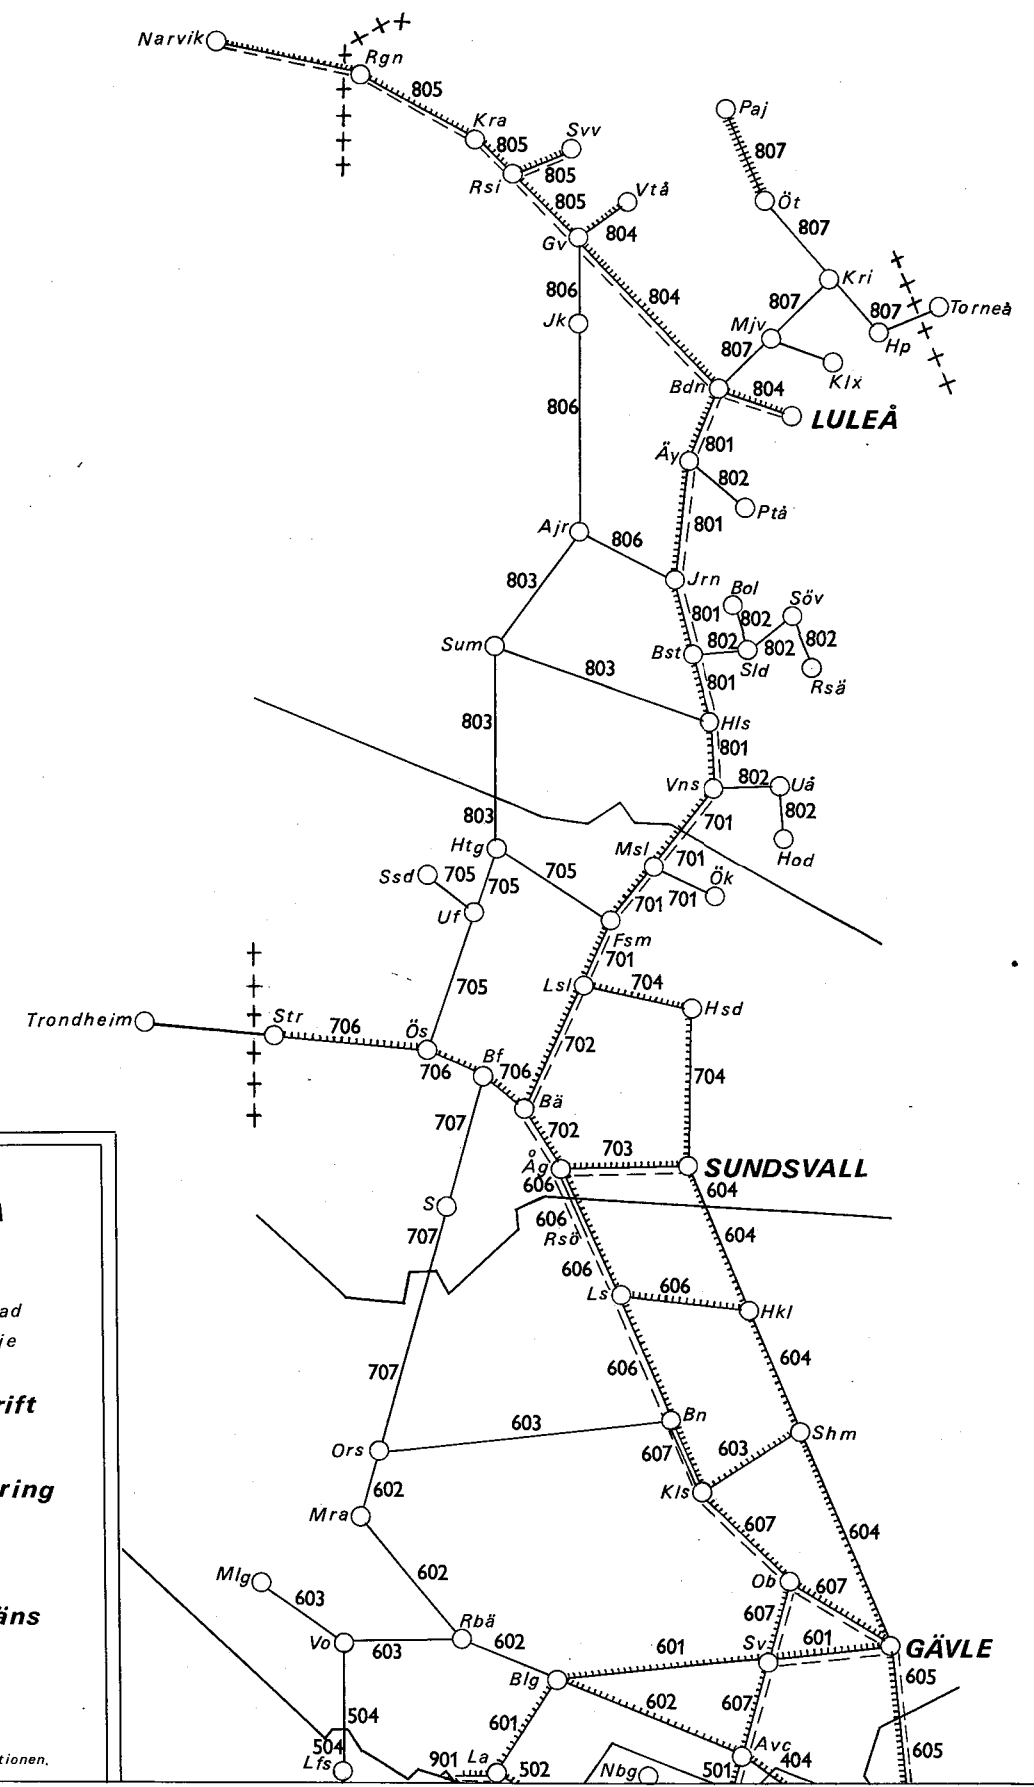 Narvik
Rgn
805
Kra
805
Svv
Paj
807
Rsi
805
805
Vtå
Öt
807
Gv
804
806
804
Kri
Jk
807
807
Torneå
Mjv
Hp
807
Klx
Bdn
804
LULEÅ
806
801
Äy
802
Ptå
801
Ajr
806
803
Jrn
Bol
Söv
801
802
Sum
Bst
802
802
802
Sld
803
801
Rsä
803
Hls
801
Vns
802
Uå
803
701
802
Htg
Msl
701
Hod
Ssd
705
705
705
Ök
701
701
Uf
Fsm
701
705
Lsl
704
Hsd
Trondheim
Str
706
Ös
702
706
Bf
706
704
Bä
707
702
703
Åg
SUNDSVALL
606
604
S
606
707
Rsö
604
606
606
Ls
Hkl
ad
je
604
707
606
rift
Bn
603
Shm
Ors
607
603
ring
602
Kls
Mra
607
604
602
Mlg
Ob
607
603
607
äns
Rbä
Vo
602
601
Sv
601
GÄVLE
603
605
Blg
602
607
504
601
504
901
La
502
Avc
605
tionen.
Lfs
Nbg
501
404